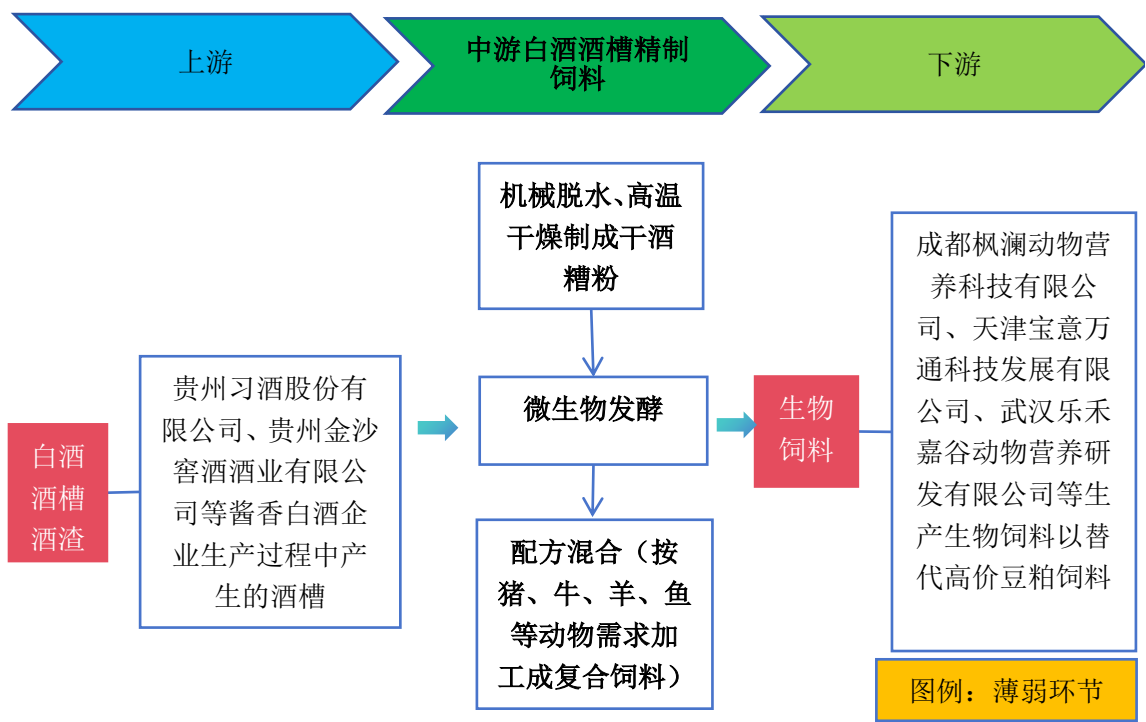 上游
中游白酒酒槽精制
饲料
下游
白酒
酒槽
酒渣
贵州习酒股份有
限公司、贵州金沙
窖酒酒业有限公
司等酱香白酒企
业生产过程中产
生的酒槽
机械脱水、高温
干燥制成干酒
糟粉
微生物发酵
配方混合（按
猪、牛、羊、鱼
等动物需求加
工成复合饲料）
生物
饲料
成都枫澜动物营
养科技有限公
司、天津宝意万
通科技发展有限
公司、武汉乐禾
嘉谷动物营养研
发有限公司等生
产生物饲料以替
代高价豆粕饲料
图例：薄弱环节